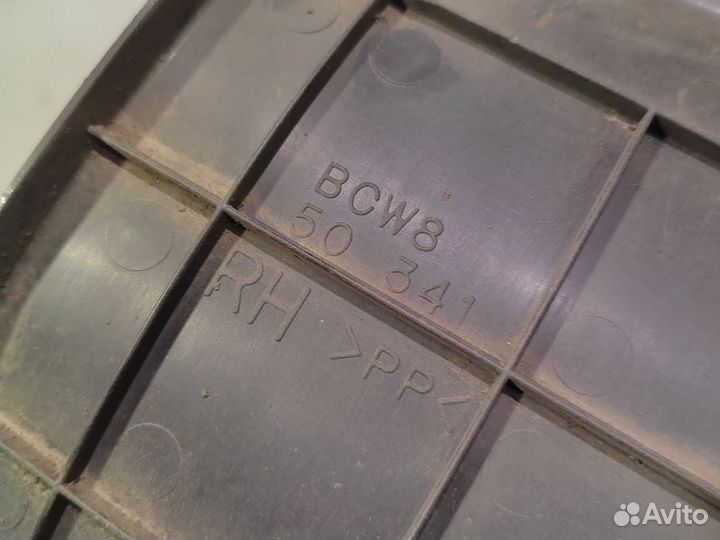 BCW8
50 341
RH
>PP<
Avito